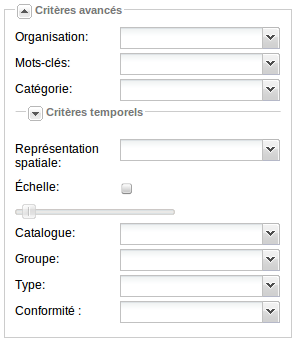 Critères avancés
Organisation:
Mots-clés:
Catégorie:
Critères temporels
Représentation
spatiale:
Échelle:
Catalogue:
Groupe:
Type:
Conformité :